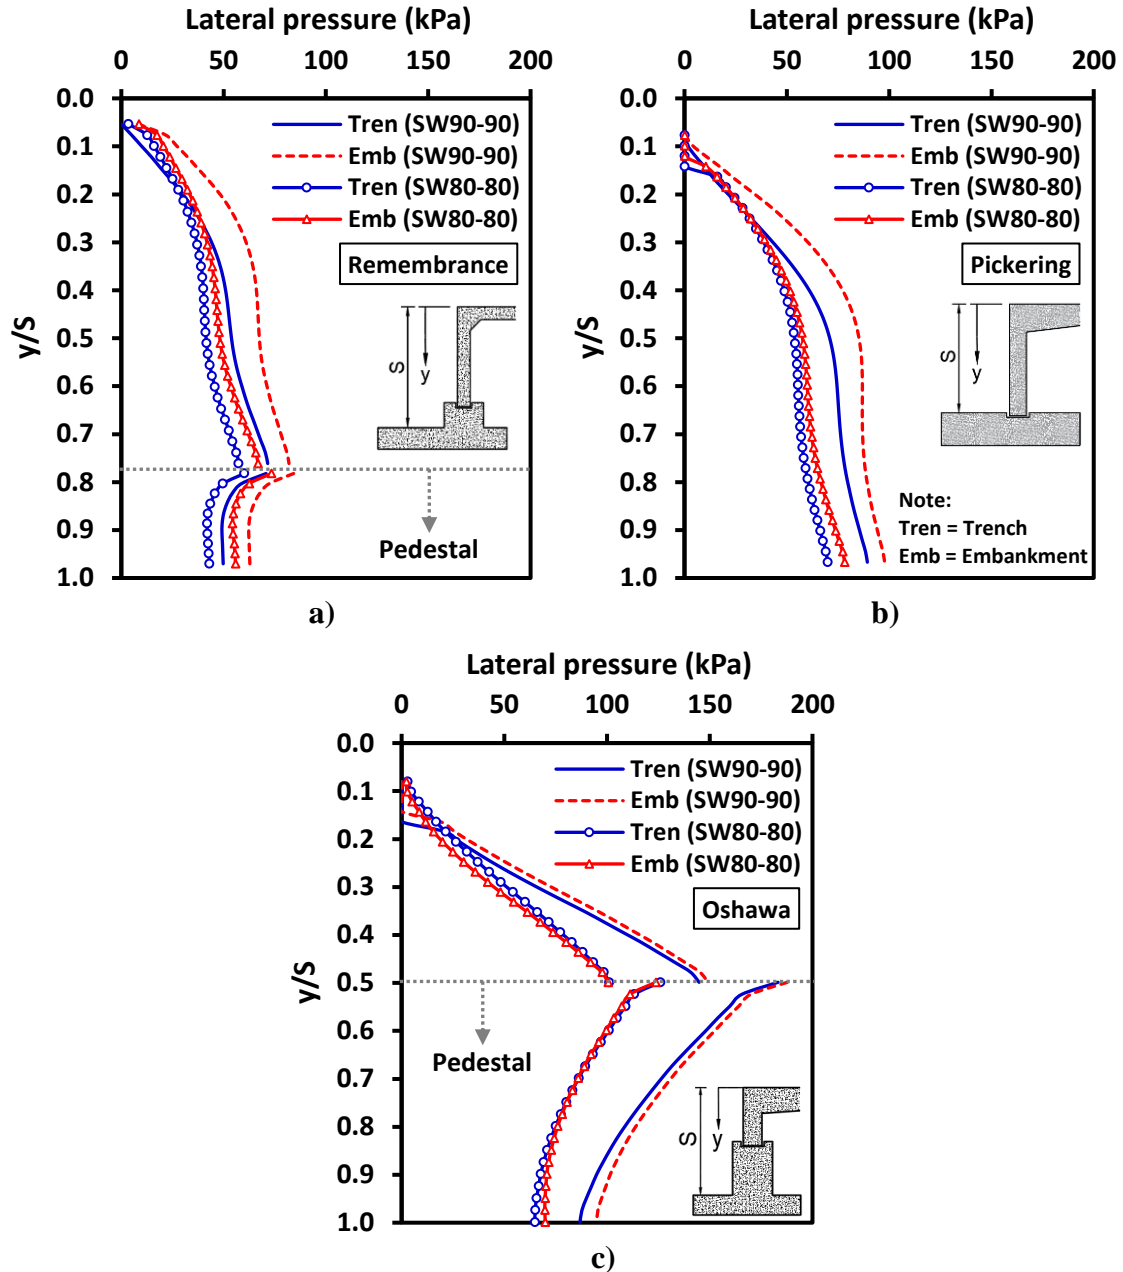 Lateral pressure (kPa)
0 50 100 150 200
0.0
0.1
0.2
0.3
0.4
0.5
0.6
0.7
0.8
0.9
1.0
y/S
Tren (SW90-90)
Emb (SW90-90)
Tren (SW80-80)
Emb (SW80-80)
Remembrance
S
y
Pedestal
a)
Lateral pressure (kPa)
0 50 100 150 200
0.0
0.1
0.2
0.3
0.4
0.5
0.6
0.7
0.8
0.9
1.0
y/S
Tren (SW90-90)
Emb (SW90-90)
Tren (SW80-80)
Emb (SW80-80)
Pickering
S
y
Note:
Tren = Trench
Emb = Embankment
b)
Lateral pressure (kPa)
0 50 100 150 200
0.0
0.1
0.2
0.3
0.4
0.5
0.6
0.7
0.8
0.9
1.0
y/S
Tren (SW90-90)
Emb (SW90-90)
Tren (SW80-80)
Emb (SW80-80)
Oshawa
Pedestal
S
y
c)